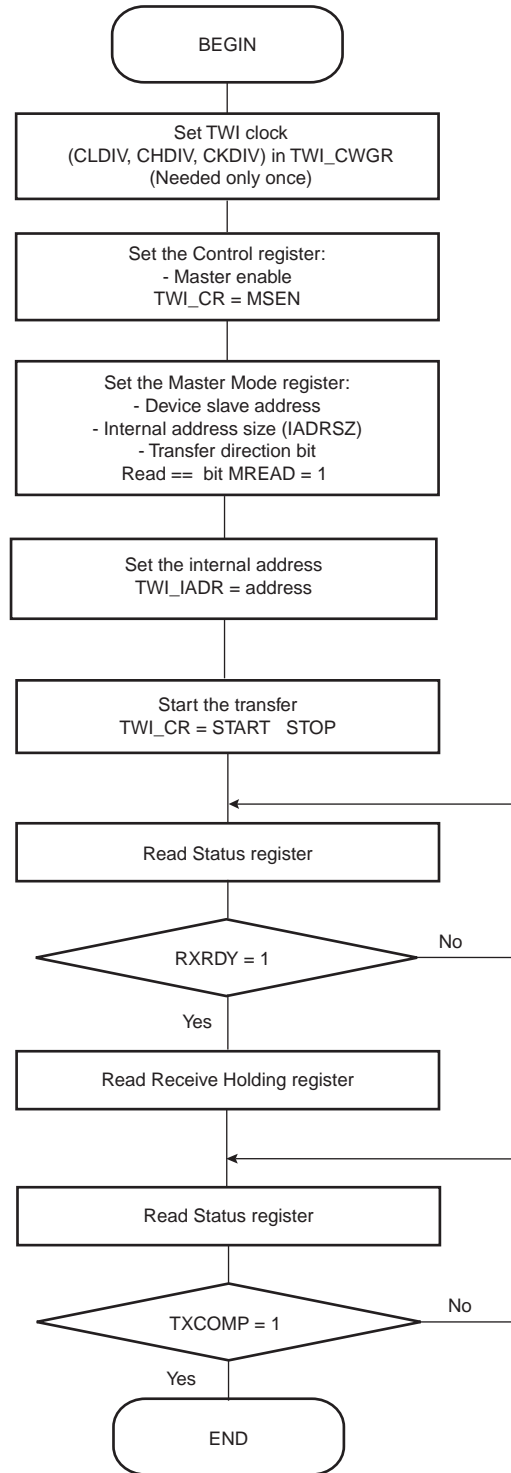 BEGIN
Set TWI clock
(CLDIV, CHDIV, CKDIV) in TWI_CWGR
(Needed only once)
Set the Control register:
- Master enable
TWI_CR = MSEN
Set the Master Mode register:
- Device slave address
- Internal address size (IADRSZ)
- Transfer direction bit
Read == bit MREAD = 1
Set the internal address
TWI_IADR = address
Start the transfer
TWI_CR = START STOP
Read Status register
RXRDY = 1
No
Yes
Read Receive Holding register
Read Status register
TXCOMP = 1
No
Yes
END